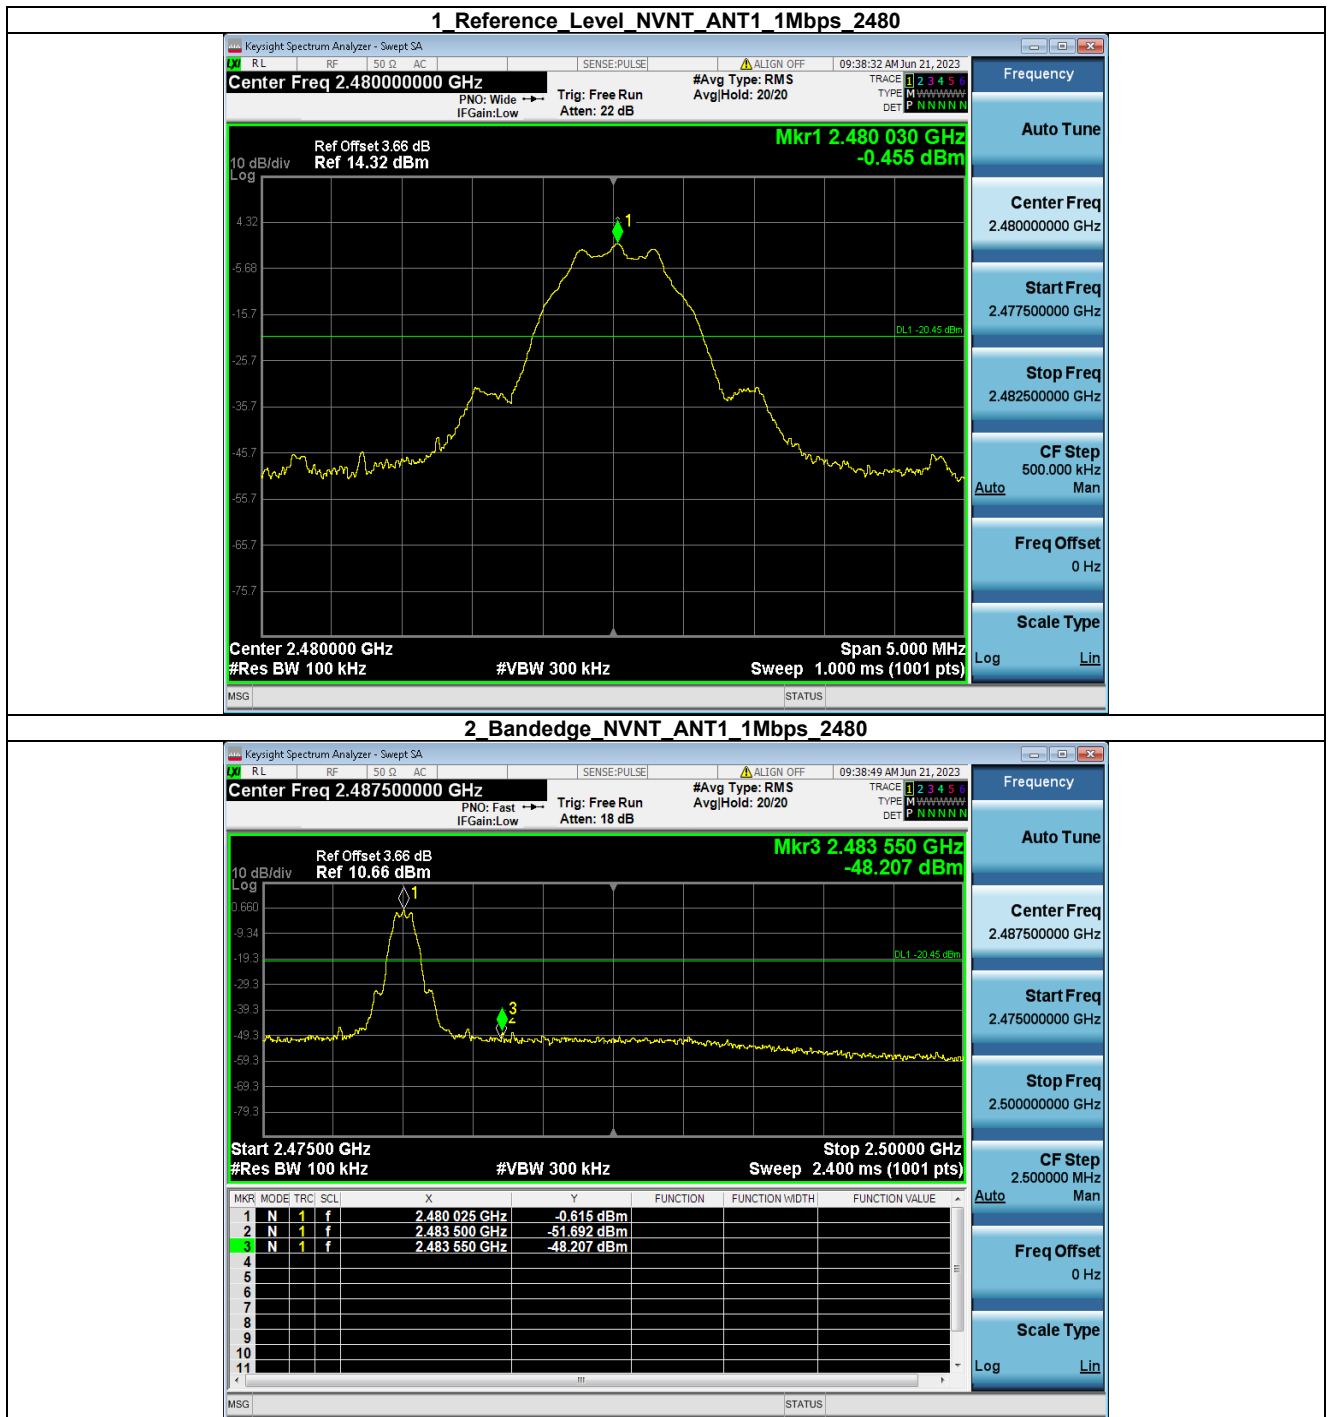 1_Reference_Level_NVNT_ANT1_1Mbps_2480
Keysight Spectrum Analyzer - Swept SA
LXI RL RF 50 Ω AC SENSE:PULSE ALIGN OFF 09:38:32 AM Jun 21, 2023
Center Freq 2.480000000 GHz
PNO: Wide
IFGain:Low
Trig: Free Run
Atten: 22 dB
#Avg Type: RMS
Avg|Hold: 20/20
TRACE 1 2 3 4 5 6
TYPE M WWWWW
DET P N N N N N
Frequency
Auto Tune
Center Freq
2.480000000 GHz
Start Freq
2.477500000 GHz
Stop Freq
2.482500000 GHz
CF Step
500.000 kHz
Auto Man
Freq Offset
0 Hz
Scale Type
Log Lin
Mkr1 2.480 030 GHz
-0.455 dBm
Ref Offset 3.66 dB
10 dB/div Ref 14.32 dBm
Log
1
4.32
-5.68
-15.7
DL1 -20.45 dBm
-25.7
-35.7
-45.7
-55.7
-65.7
-75.7
Center 2.480000 GHz Span 5.000 MHz
#Res BW 100 kHz #VBW 300 kHz Sweep 1.000 ms (1001 pts)
MSG STATUS
2_Bandedge_NVNT_ANT1_1Mbps_2480
Keysight Spectrum Analyzer - Swept SA
LXI RL RF 50 Ω AC SENSE:PULSE ALIGN OFF 09:38:49 AM Jun 21, 2023
Center Freq 2.487500000 GHz
PNO: Fast
IFGain:Low
Trig: Free Run
Atten: 18 dB
#Avg Type: RMS
Avg|Hold: 20/20
TRACE 1 2 3 4 5 6
TYPE M WWWWW
DET P N N N N N
Frequency
Auto Tune
Center Freq
2.487500000 GHz
Start Freq
2.475000000 GHz
Stop Freq
2.500000000 GHz
CF Step
2.500000 MHz
Auto Man
Freq Offset
0 Hz
Scale Type
Log Lin
Mkr3 2.483 550 GHz
-48.207 dBm
Ref Offset 3.66 dB
10 dB/div Ref 10.66 dBm
Log
1
0.660
-9.34
-19.3
DL1 -20.45 dBm
-29.3
-39.3
3
2
-49.3
-59.3
-69.3
-79.3
Start 2.47500 GHz Stop 2.50000 GHz
#Res BW 100 kHz #VBW 300 kHz Sweep 2.400 ms (1001 pts)
MKR MODE TRC SCL X Y FUNCTION FUNCTION WIDTH FUNCTION VALUE
1 N 1 f 2.480 025 GHz -0.615 dBm
2 N 1 f 2.483 500 GHz -51.692 dBm
3 N 1 f 2.483 550 GHz -48.207 dBm
4
5
6
7
8
9
10
11
MSG STATUS